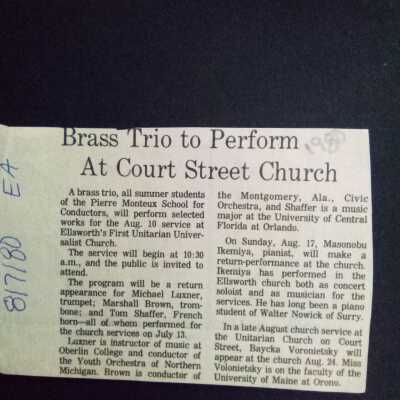 Brass Trio to Perform
At Court Street Church
1980
8/7/80 EA
A brass trio, all summer students
of the Pierre Monteux School for
Conductors, will perform selected
works for the Aug. 10 service at
Ellsworth's First Unitarian Univer-
salist Church.
The service will begin at 10:30
a.m., and the public is invited to
attend.
The program will be a return
appearance for Michael Luxner,
trumpet; Marshall Brown, trom-
bone; and Tom Shaffer, French
horn—all of whom performed for
the church services on July 13.
Luxner is instructor of music at
Oberlin College and conductor of
the Youth Orchestra of Northern
Michigan. Brown is conductor of
the Montgomery, Ala., Civic
Orchestra, and Shaffer is a music
major at the University of Central
Florida at Orlando.
On Sunday, Aug. 17, Masonobu
Ikemiya, pianist, will make a
return-performance at the church.
Ikemiya has performed in the
Ellsworth church both as concert
soloist and as musician for the
services. He has long been a piano
student of Walter Nowick of Surry.
In a late August church service at
the Unitarian Church on Court
Street, Baycka Voronietsky will
appear at the church Aug. 24. Miss
Volonietsky is on the faculty of the
University of Maine at Orono.